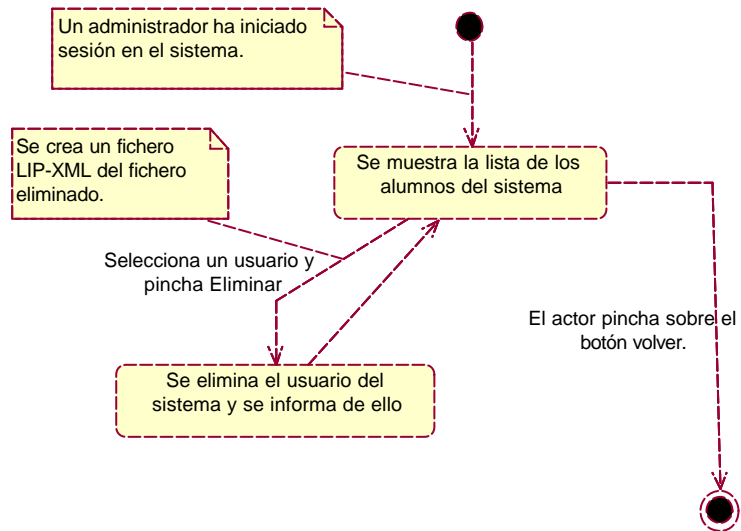 Un administrador ha iniciado
sesión en el sistema.
Se crea un fichero
LIP-XML del fichero
eliminado.
Se muestra la lista de los
alumnos del sistema
Selecciona un usuario y
pincha Eliminar
El actor pincha sobre el
botón volver.
Se elimina el usuario del
sistema y se informa de ello